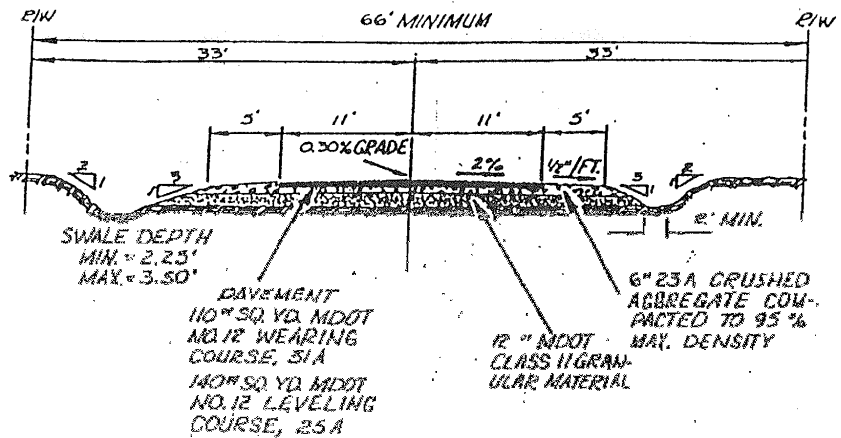 R/W
66' MINIMUM
R/W
33'
33'
5'
11'
11'
5'
0.30% GRADE
2%
1/2"/FT.
2
1
3
1
3
1
2
1
SWALE DEPTH
MIN. = 2.25'
MAX. = 3.50'
2' MIN.
PAVEMENT
110# SQ. YD. MDOT
NO. 12 WEARING
COURSE, 31A
140# SQ. YD. MDOT
NO. 12 LEVELING
COURSE, 25A
12" MDOT
CLASS II GRAN-
ULAR MATERIAL
6" 23A CRUSHED
AGGREGATE COM-
PACTED TO 95%
MAX. DENSITY